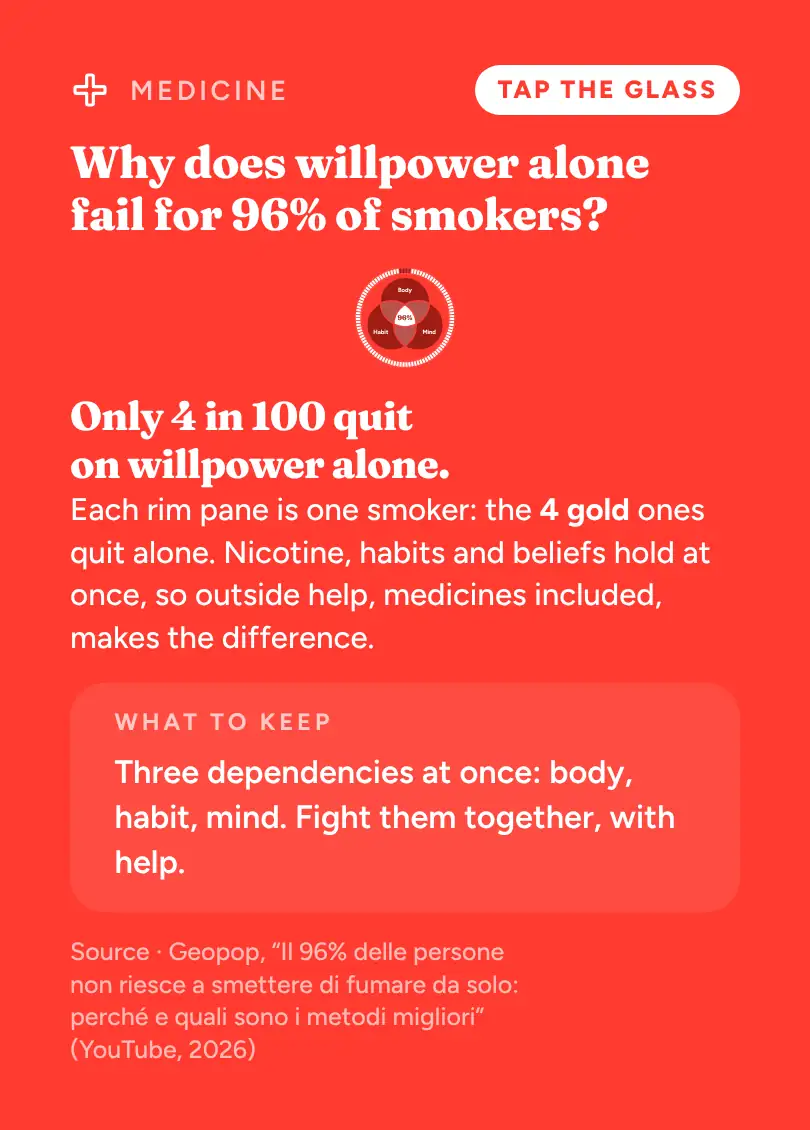 MEDICINE
TAP THE GLASS
Why does willpower alone
fail for 96% of smokers?
Body
96%
Habit
Mind
Only 4 in 100 quit
on willpower alone.
Each rim pane is one smoker: the 4 gold ones
quit alone. Nicotine, habits and beliefs hold at
once, so outside help, medicines included,
makes the difference.
WHAT TO KEEP
Three dependencies at once: body,
habit, mind. Fight them together, with
help.
Source · Geopop, “Il 96% delle persone
non riesce a smettere di fumare da solo:
perché e quali sono i metodi migliori”
(YouTube, 2026)